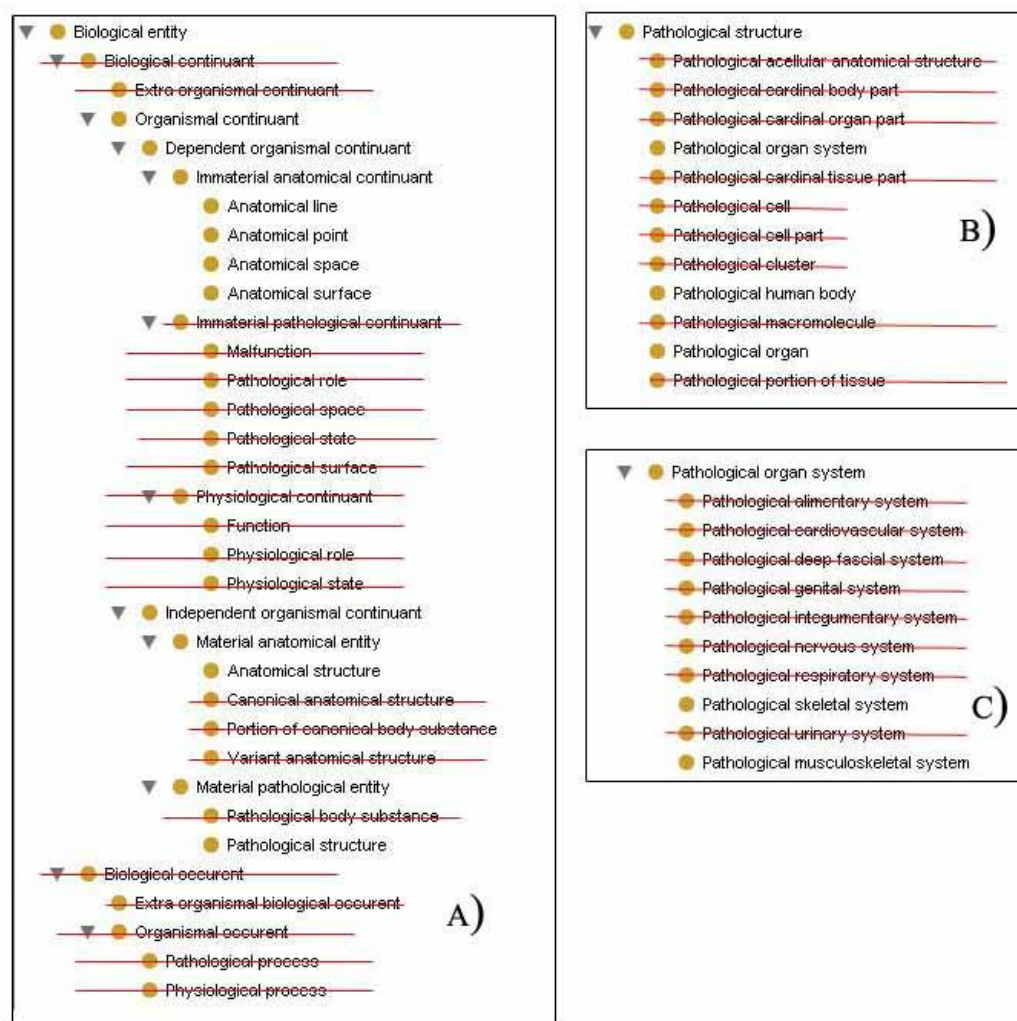 Biological entity
Biological continuant
Extra organismal continuant
Organismal continuant
Dependent organismal continuant
Immaterial anatomical continuant
Anatomical line
Anatomical point
Anatomical space
Anatomical surface
Immaterial pathological continuant
Malfunction
Pathological role
Pathological space
Pathological state
Pathological surface
Physiological continuant
Function
Physiological role
Physiological state
Independent organismal continuant
Material anatomical entity
Anatomical structure
Canonical anatomical structure
Portion of canonical body substance
Variant anatomical structure
Material pathological entity
Pathological body substance
Pathological structure
Biological occurent
Extra organismal biological occurent
Organismal occurent
Pathological process
Physiological process
A)
Pathological structure
Pathological acellular anatomical structure
Pathological cardinal body part
Pathological cardinal organ part
Pathological organ system
Pathological cardinal tissue part
Pathological cell
Pathological cell part
Pathological cluster
Pathological human body
Pathological macromolecule
Pathological organ
Pathological portion of tissue
B)
Pathological organ system
Pathological alimentary system
Pathological cardiovascular system
Pathological deep fascial system
Pathological genital system
Pathological integumentary system
Pathological nervous system
Pathological respiratory system
Pathological skeletal system
Pathological urinary system
Pathological musculoskeletal system
C)